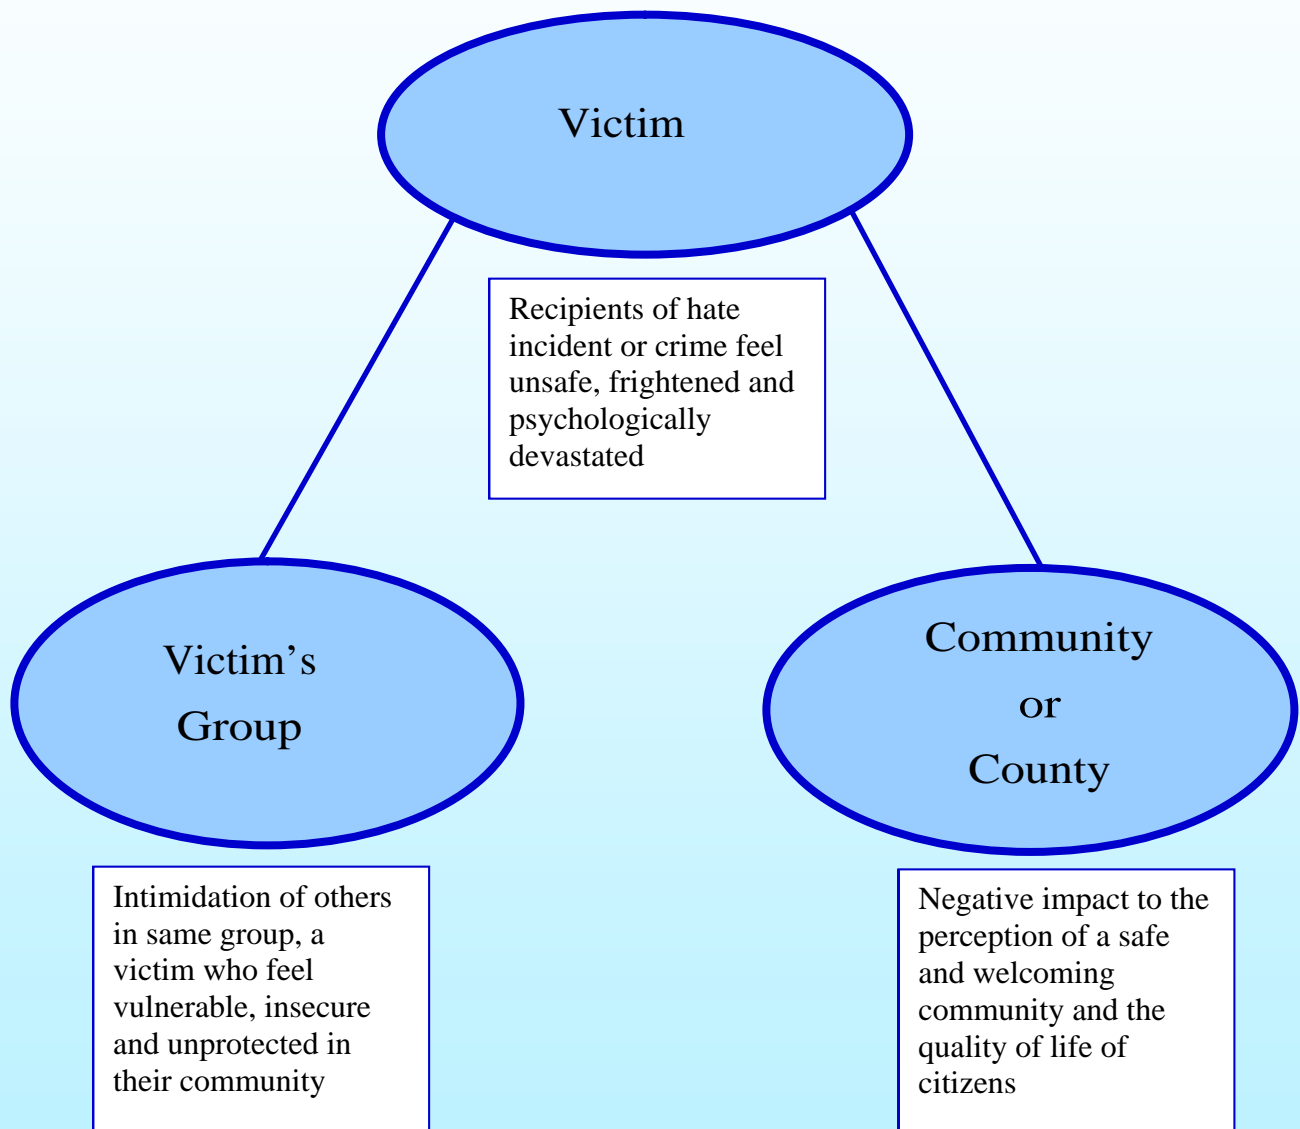 Victim
Recipients of hate
incident or crime feel
unsafe, frightened and
psychologically
devastated
Victim’s
Group
Community
or
County
Intimidation of others
in same group, a
victim who feel
vulnerable, insecure
and unprotected in
their community
Negative impact to the
perception of a safe
and welcoming
community and the
quality of life of
citizens